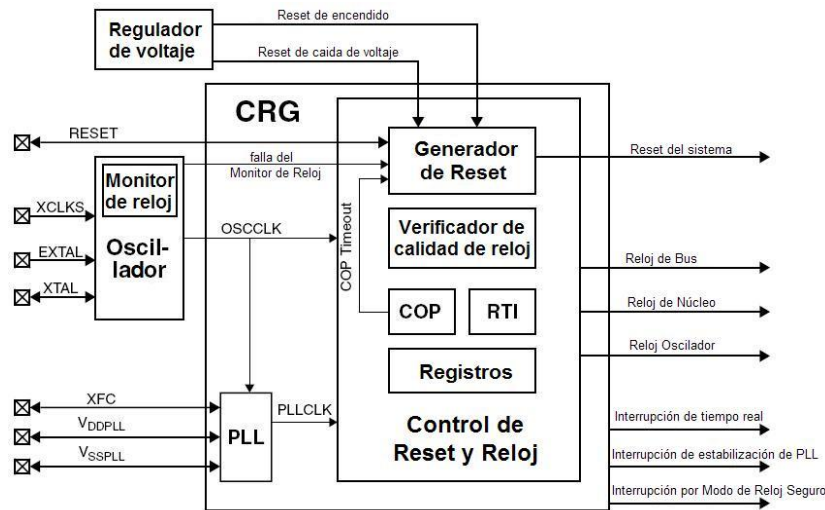 Regulador
de voltaje
Reset de encendido
Reset de caida de voltaje
CRG
RESET
Generador
de Reset
Reset del sistema
falla del
Monitor de Reloj
Monitor
de reloj
XCLKS
Oscil-
lador
EXTAL
XTAL
OSCCLK
COP Timeout
Verificador de
calidad de reloj
Reloj de Bus
COP
RTI
Reloj de Núcleo
Registros
Reloj Oscilador
XFC
VDDPLL
VSSPLL
PLL
PLLCLK
Control de
Reset y Reloj
Interrupción de tiempo real
Interrupción de estabilización de PLL
Interrupción por Modo de Reloj Seguro